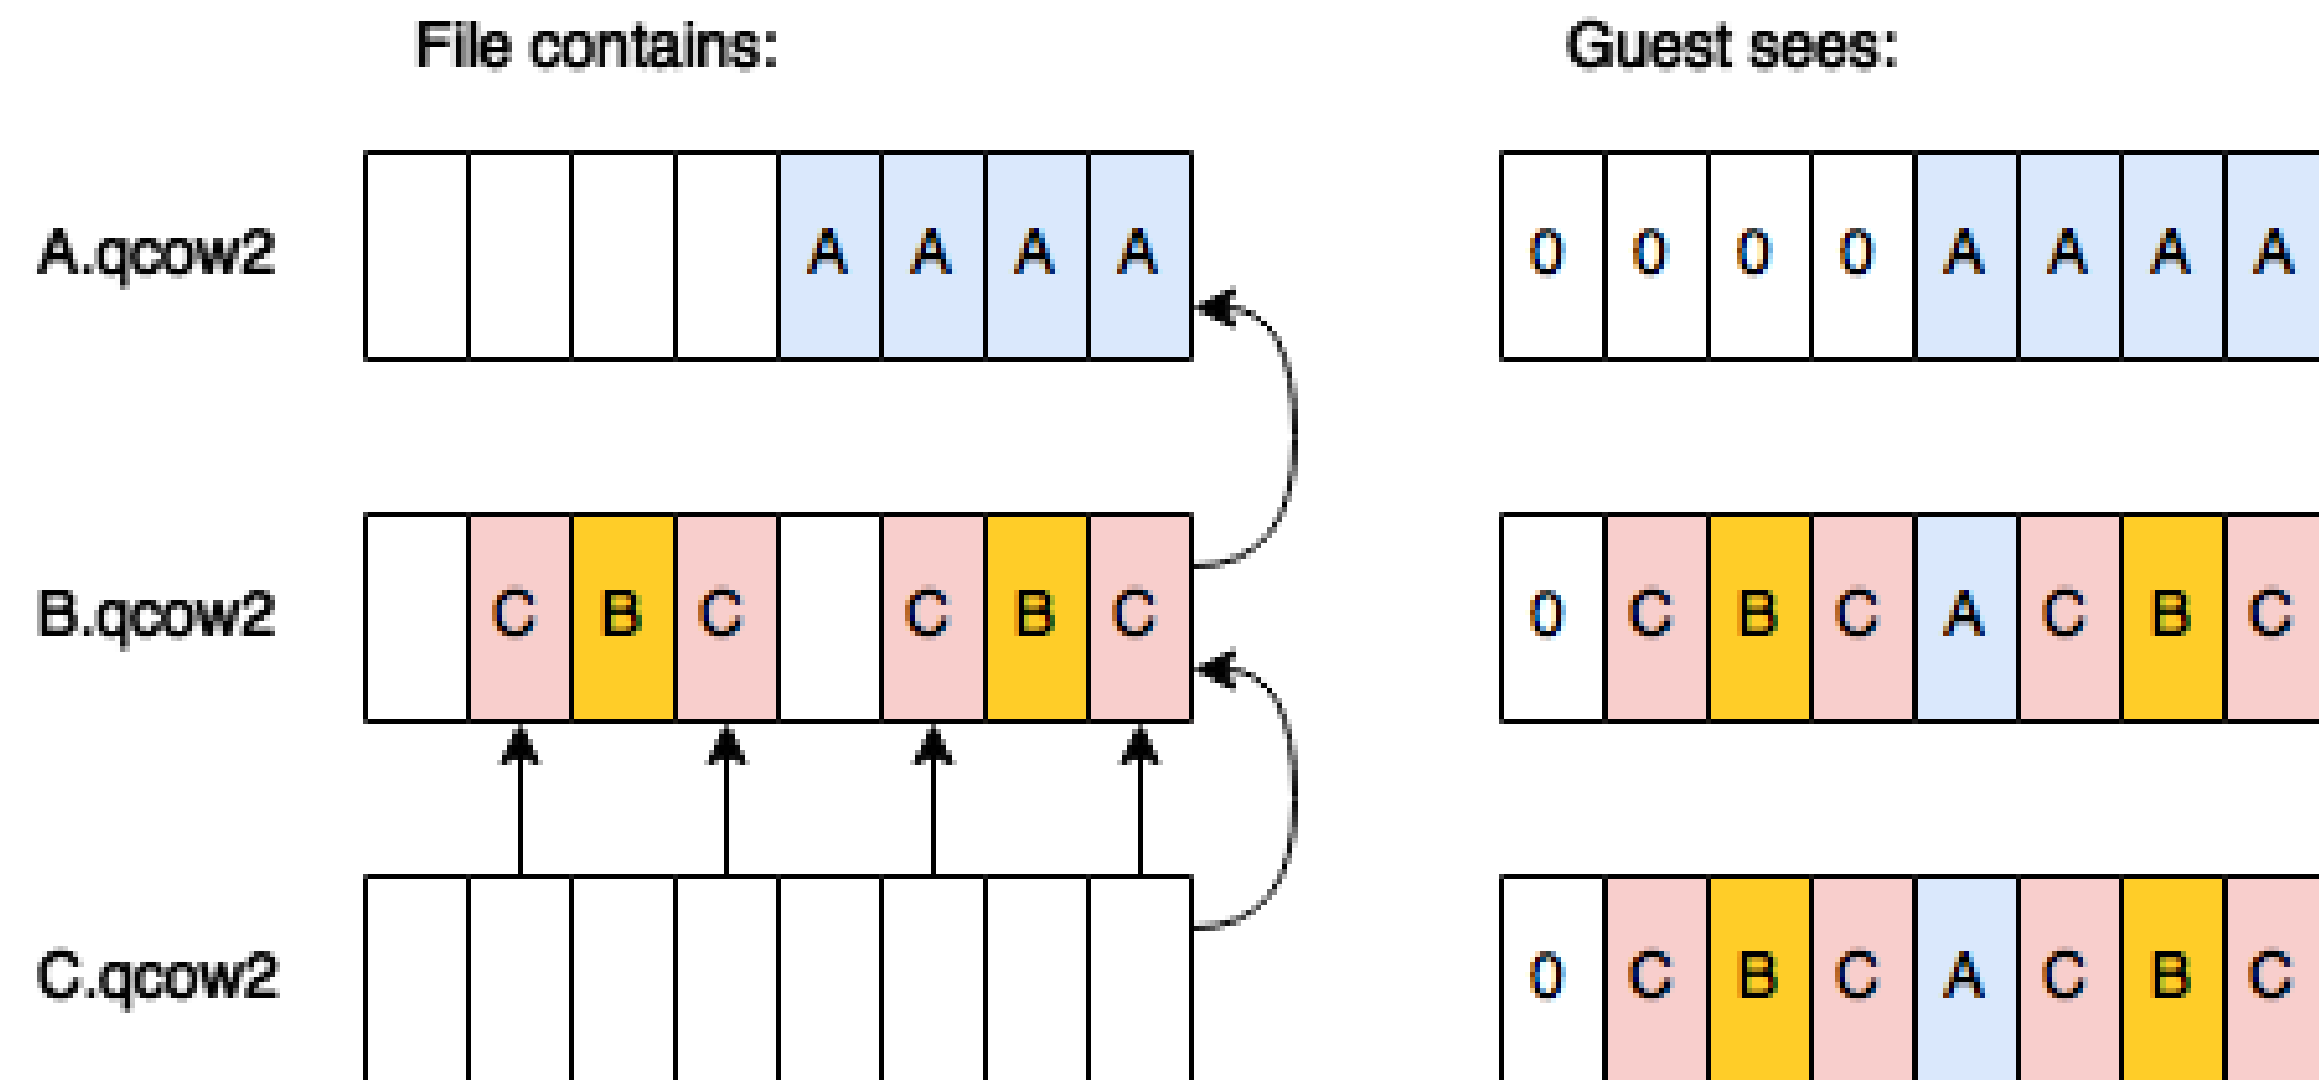 File contains: Guest sees:
A.qcow2 A A A A 0 0 0 0 A A A A
B.qcow2 C B C C B C 0 C B C A C B C
C.qcow2 0 C B C A C B C